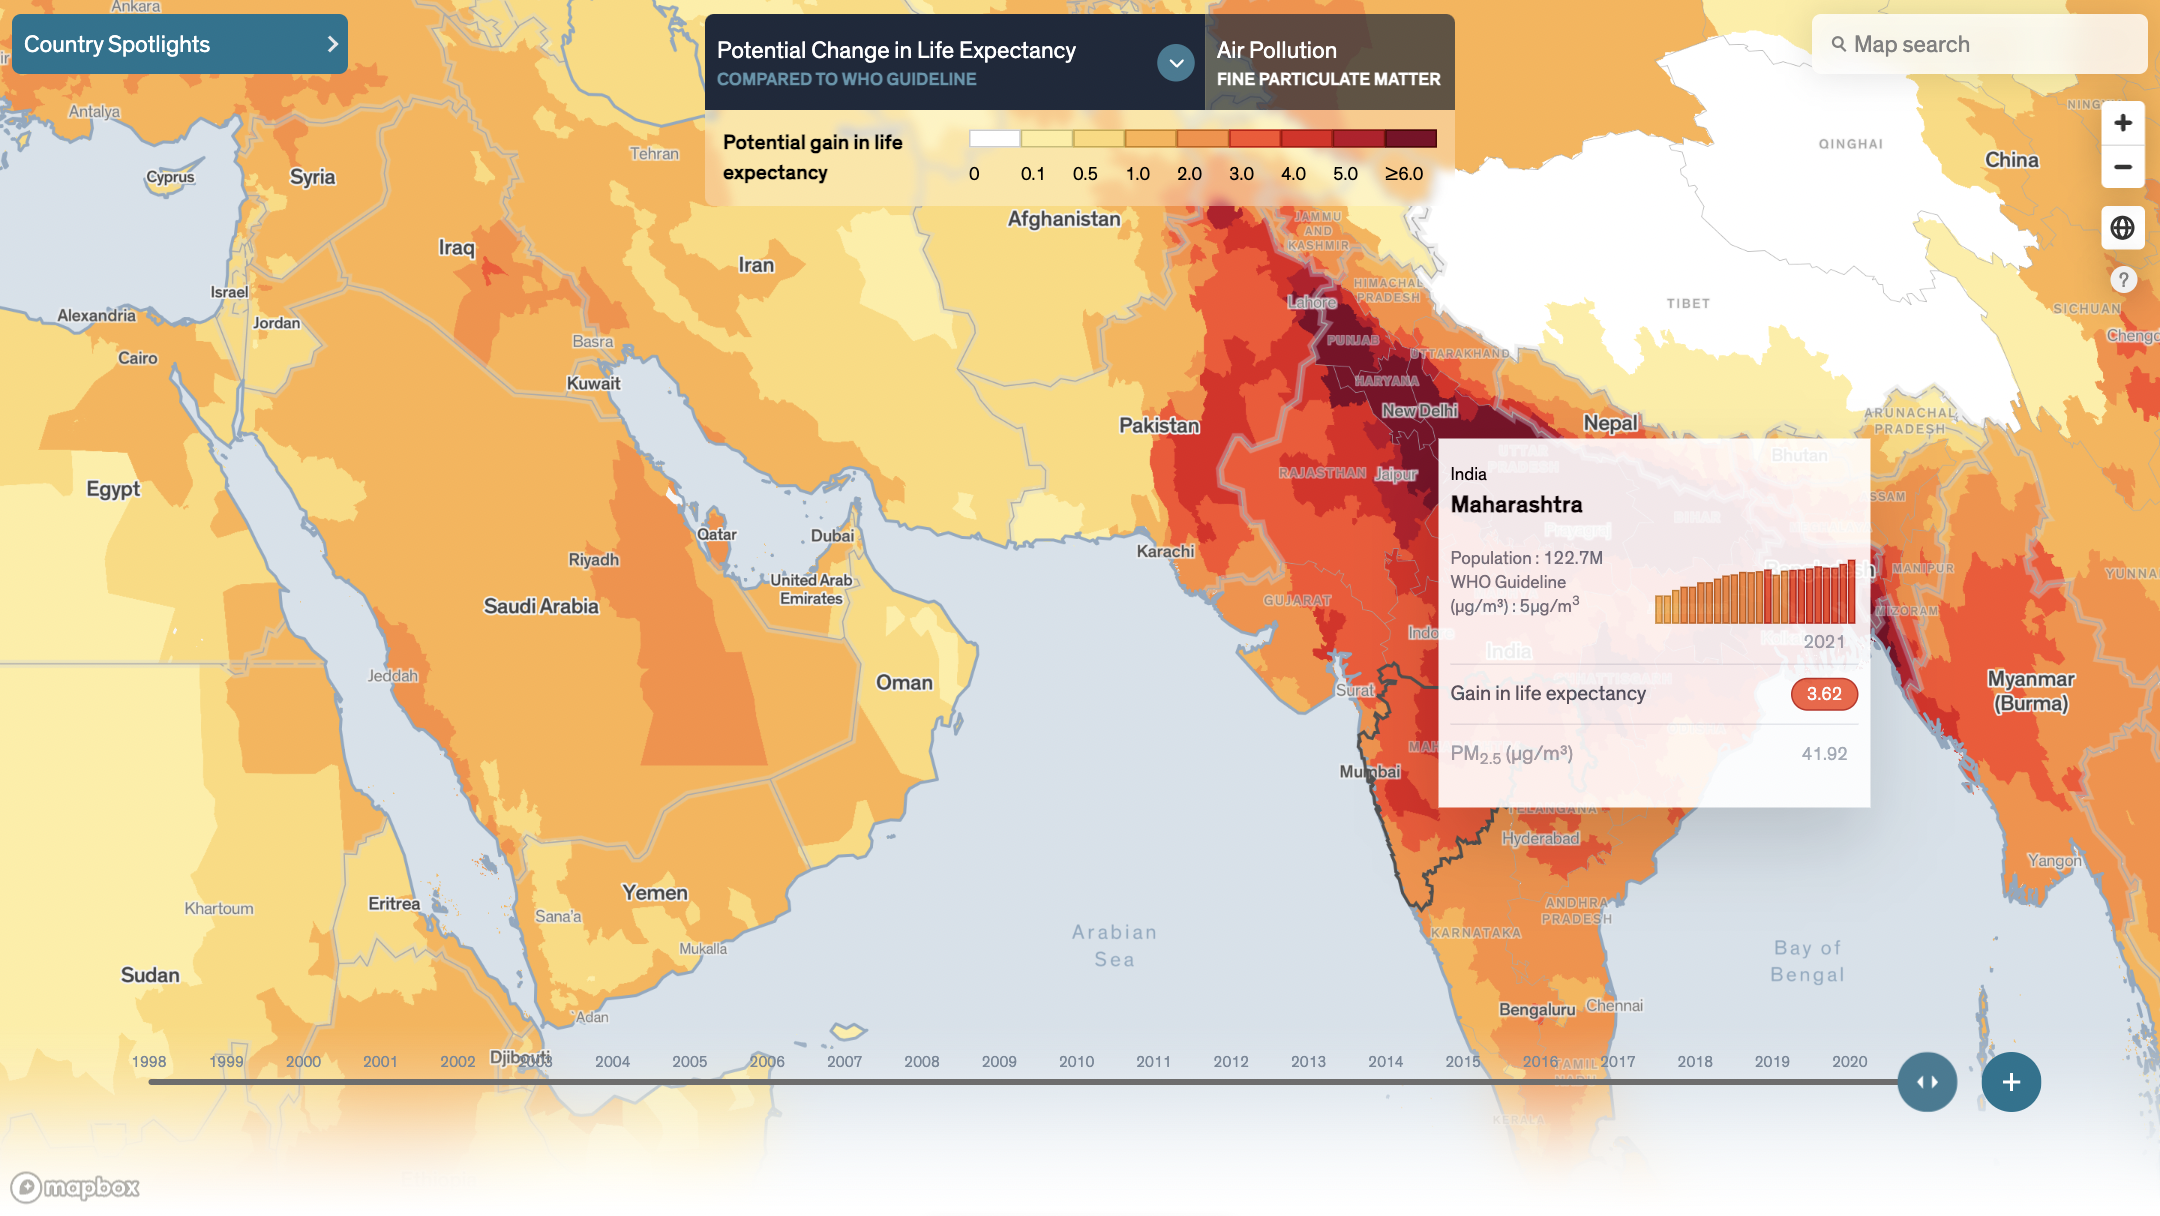 Ankara
Country Spotlights
Potential Change in Life Expectancy
COMPARED TO WHO GUIDELINE
Air Pollution
FINE PARTICULATE MATTER
Map search
Potential gain in life
expectancy
0 0.1 0.5 1.0 2.0 3.0 4.0 5.0 ≥6.0
Antalya
Cyprus
Syria
Tehran
Afghanistan
JAMMU
AND
KASHMIR
QINGHAI
China
Iraq
Iran
Israel
Lahore
HIMACHAL
PRADESH
TIBET
SICHUAN
?
Alexandria
Jordan
Cairo
Basra
PUNJAB
UTTARAKHAND
Kuwait
HARYANA
New Delhi
Pakistan
Nepal
ARUNACHAL
PRADESH
Egypt
RAJASTHAN
Jaipur
UTTAR
PRADESH
Bhutan
India
Maharashtra
Population : 122.7M
WHO Guideline
(µg/m³) : 5µg/m³
2021
Gain in life expectancy
3.62
PM2.5 (µg/m³)
41.92
Qatar
Dubai
Karachi
Riyadh
United Arab
Emirates
MANIPUR
Saudi Arabia
GUJARAT
MIZORAM
India
Jeddah
Oman
Surat
Myanmar
(Burma)
Mumbai
TELANGANA
Hyderabad
Yangon
Yemen
Eritrea
Khartoum
Sana'a
ANDHRA
PRADESH
Arabian
Sea
KARNATAKA
Bay of
Bengal
Mukalla
Sudan
Adan
Bengaluru
Chennai
Djibouti
1998 1999 2000 2001 2002 2003 2004 2005 2006 2007 2008 2009 2010 2011 2012 2013 2014 2015 2016 2017 2018 2019 2020
KERALA
mapbox